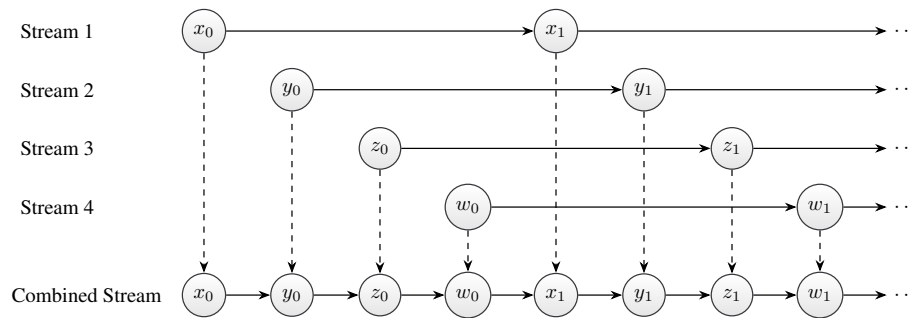 Stream 1 x₀ x₁ ··
Stream 2 y₀ y₁ ··
Stream 3 z₀ z₁ ··
Stream 4 w₀ w₁ ··
Combined Stream x₀ y₀ z₀ w₀ x₁ y₁ z₁ w₁ ··